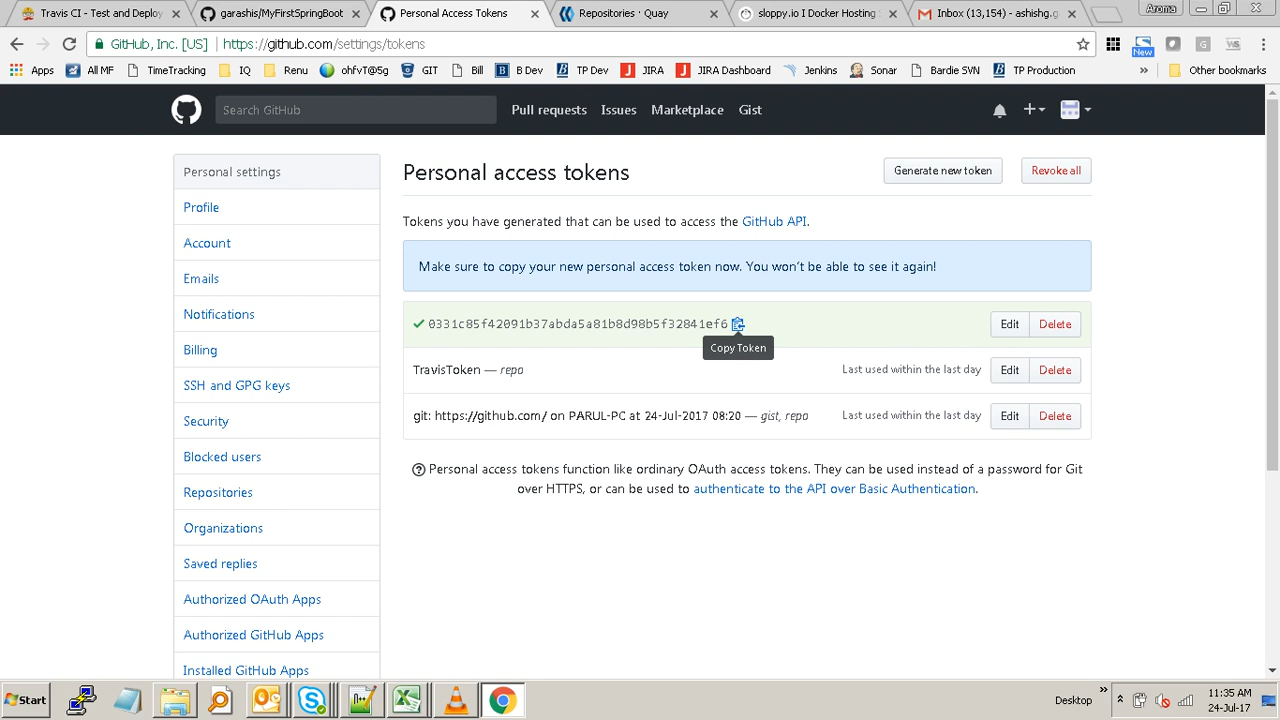 Travis CI - Test and Deploy
garashis/MyFirstSpringBoot
Personal Access Tokens
Repositories · Quay
sloppy.io I Docker Hosting
Inbox (13,154) - ashishg.
Aroma
GitHub, Inc. [US]
https://github.com/settings/tokens
New
Apps
All MF
TimeTracking
IQ
Renu
ohfvT@5g
GIT
Bill
B Dev
TP Dev
JIRA
JIRA Dashboard
Jenkins
Sonar
Bardie SVN
TP Production
»
Other bookmarks
Search GitHub
Pull requests
Issues
Marketplace
Gist
Personal settings
Profile
Account
Emails
Notifications
Billing
SSH and GPG keys
Security
Blocked users
Repositories
Organizations
Saved replies
Authorized OAuth Apps
Authorized GitHub Apps
Installed GitHub Apps
Personal access tokens
Generate new token
Revoke all
Tokens you have generated that can be used to access the GitHub API.
Make sure to copy your new personal access token now. You won't be able to see it again!
0331c85f42091b37abda5a81b8d98b5f32841ef6
Edit
Delete
Copy Token
TravisToken — repo
Last used within the last day
Edit
Delete
git: https://github.com/ on PARUL-PC at 24-Jul-2017 08:20 — gist, repo
Last used within the last day
Edit
Delete
Personal access tokens function like ordinary OAuth access tokens. They can be used instead of a password for Git
over HTTPS, or can be used to authenticate to the API over Basic Authentication.
Start
Desktop
»
11:35 AM
24-Jul-17